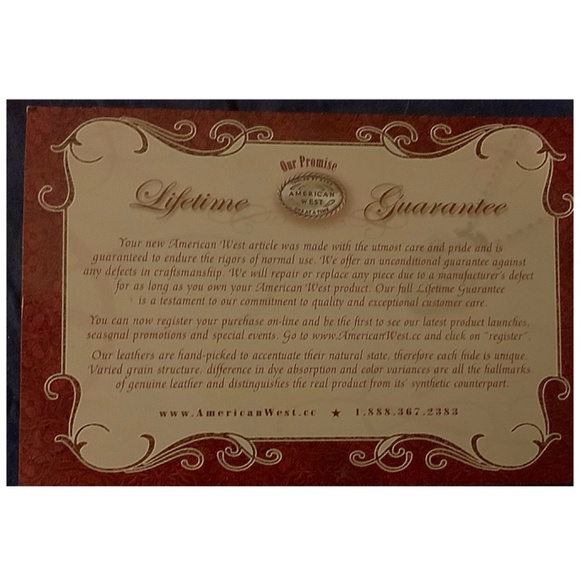 Our Promise
Lifetime Guarantee
AMERICAN
WEST
Your new American West article was made with the utmost care and pride and is
guaranteed to endure the rigors of normal use. We offer an unconditional guarantee against
any defects in craftsmanship. We will repair or replace any piece due to a manufacturer's defect
for as long as you own your American West product. Our full Lifetime Guarantee
is a testament to our commitment to quality and exceptional customer care.
You can now register your purchase on-line and be the first to see our latest product launches,
seasonal promotions and special events. Go to www.AmericanWest.cc and click on "register".
Our leathers are hand-picked to accentuate their natural state, therefore each hide is unique.
Varied grain structure, difference in dye absorption and color variances are all the hallmarks
of genuine leather and distinguishes the real product from its' synthetic counterpart.
www.AmericanWest.cc ★ 1.888.367.2383